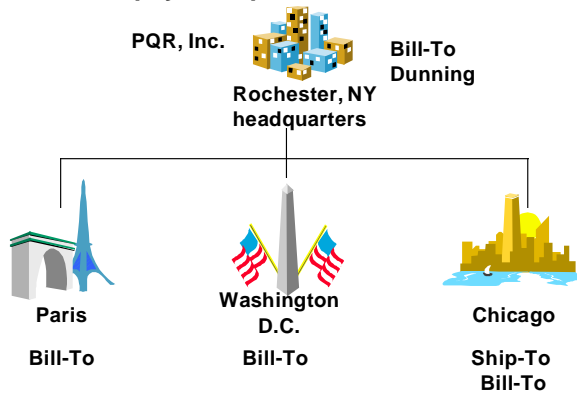 PQR, Inc.
Bill-To
Dunning
Rochester, NY
headquarters
Paris
Washington
D.C.
Chicago
Bill-To
Bill-To
Ship-To
Bill-To